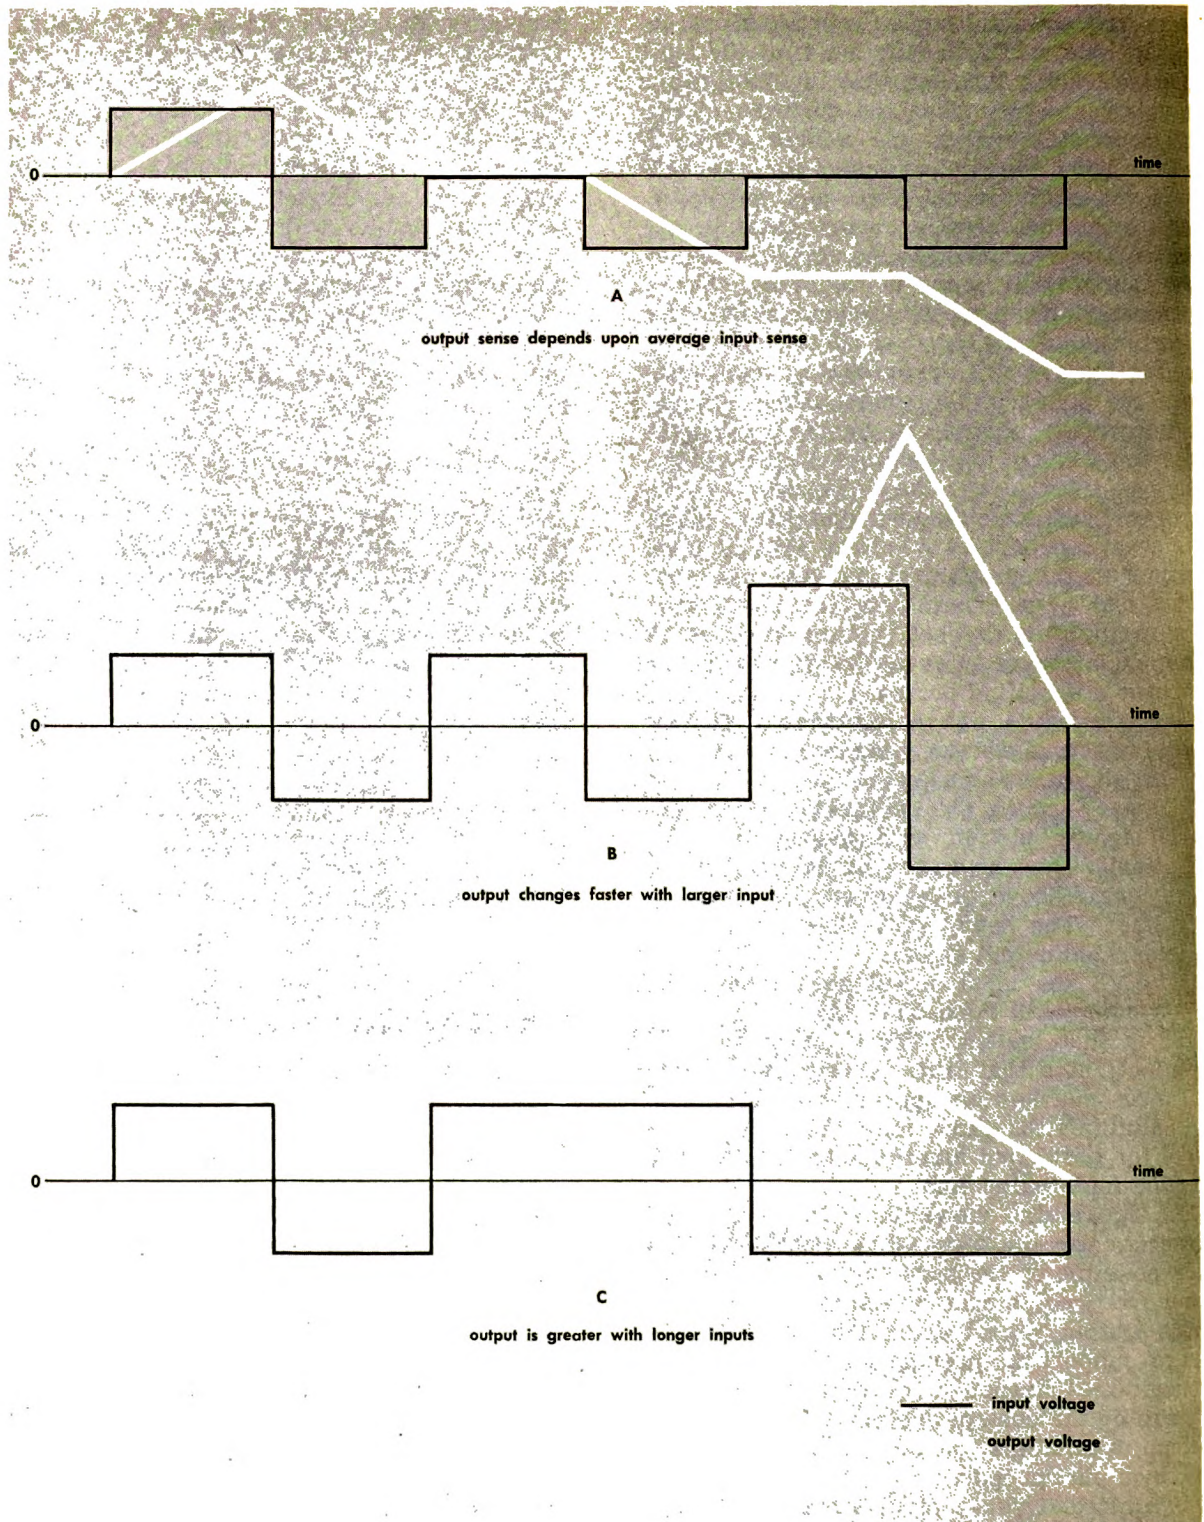 0
time
A
output sense depends upon average input sense
0
time
B
output changes faster with larger input
0
time
C
output is greater with longer inputs
input voltage
output voltage